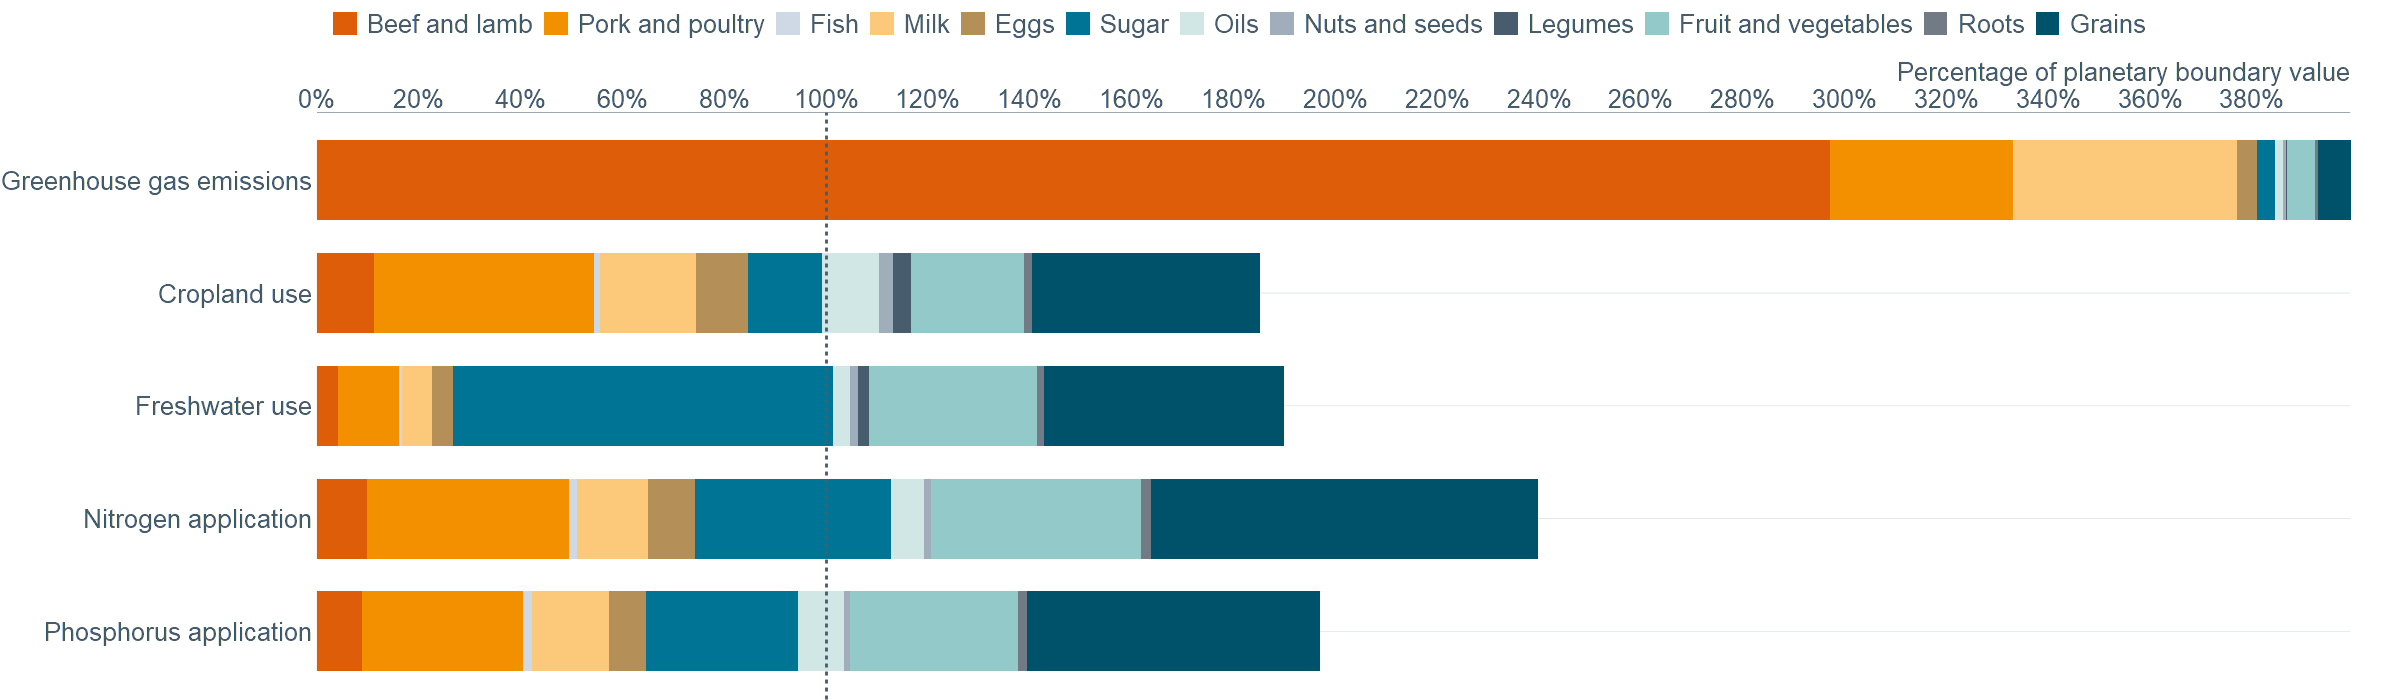 Beef and lamb Pork and poultry Fish Milk Eggs Sugar Oils Nuts and seeds Legumes Fruit and vegetables Roots Grains
Percentage of planetary boundary value
0% 20% 40% 60% 80% 100% 120% 140% 160% 180% 200% 220% 240% 260% 280% 300% 320% 340% 360% 380%
Greenhouse gas emissions
Cropland use
Freshwater use
Nitrogen application
Phosphorus application